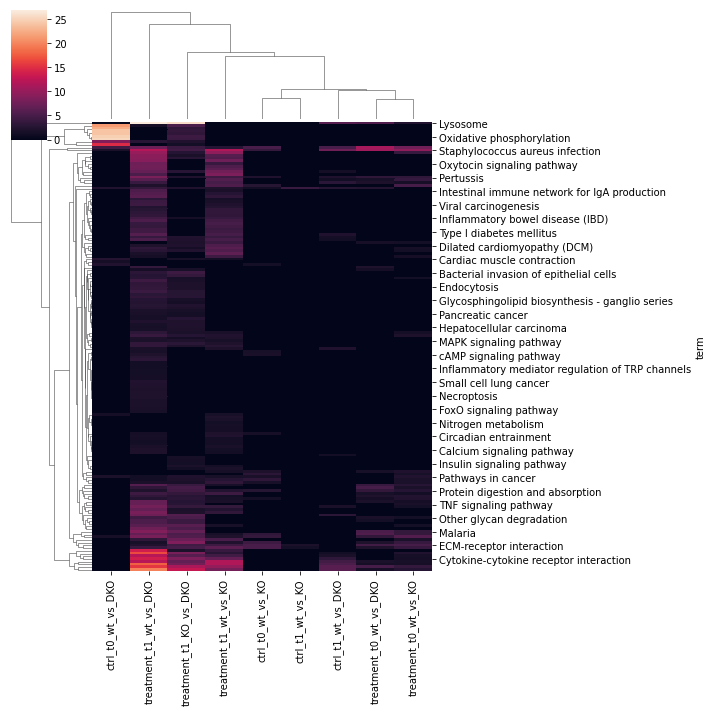 25
20
15
10
5
0
Lysosome
Oxidative phosphorylation
Staphylococcus aureus infection
Oxytocin signaling pathway
Pertussis
Intestinal immune network for IgA production
Viral carcinogenesis
Inflammatory bowel disease (IBD)
Type I diabetes mellitus
Dilated cardiomyopathy (DCM)
Cardiac muscle contraction
Bacterial invasion of epithelial cells
Endocytosis
Glycosphingolipid biosynthesis - ganglio series
Pancreatic cancer
Hepatocellular carcinoma
MAPK signaling pathway
cAMP signaling pathway
Inflammatory mediator regulation of TRP channels
Small cell lung cancer
Necroptosis
FoxO signaling pathway
Nitrogen metabolism
Circadian entrainment
Calcium signaling pathway
Insulin signaling pathway
Pathways in cancer
Protein digestion and absorption
TNF signaling pathway
Other glycan degradation
Malaria
ECM-receptor interaction
Cytokine-cytokine receptor interaction
term
ctrl_t0_wt_vs_DKO
treatment_t1_wt_vs_DKO
treatment_t1_KO_vs_DKO
treatment_t1_wt_vs_KO
ctrl_t0_wt_vs_KO
ctrl_t1_wt_vs_KO
ctrl_t1_wt_vs_DKO
treatment_t0_wt_vs_DKO
treatment_t0_wt_vs_KO